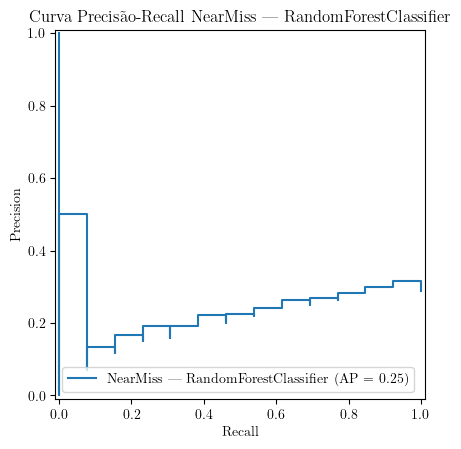 Curva Precisão-Recall NearMiss — RandomForestClassifier
1.0
0.8
0.6
0.4
0.2
0.0
Precision
NearMiss — RandomForestClassifier (AP = 0.25)
0.0 0.2 0.4 0.6 0.8 1.0
Recall